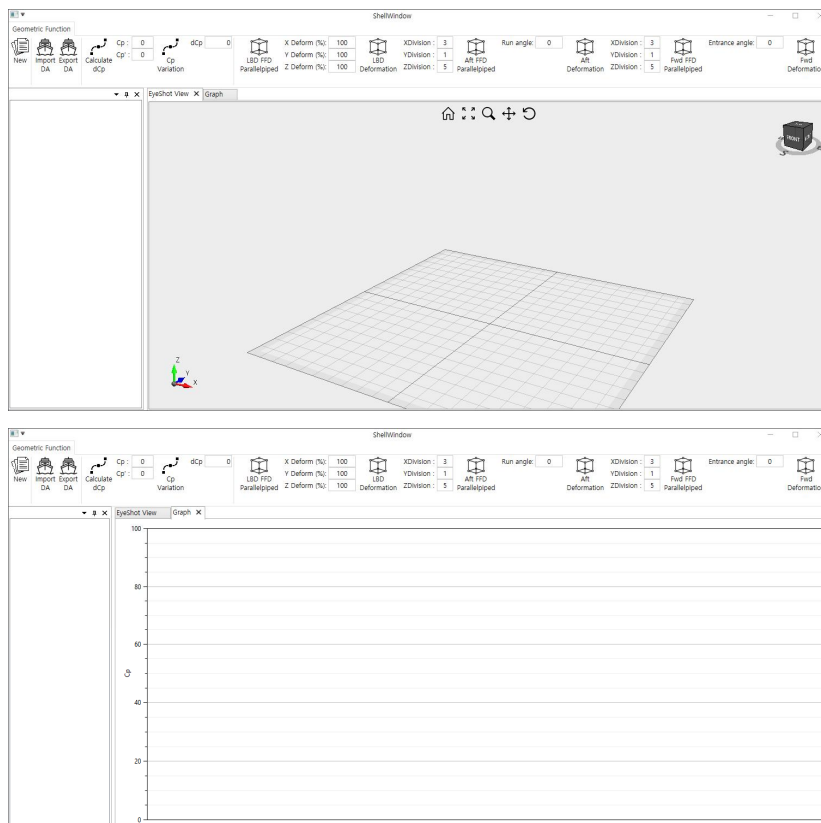 ShellWindow
Geometric Function
New
Import DA
Export DA
Calculate dCp
Cp : 0
Cp' : 0
Cp Variation
dCp 0
LBD FFD Parallelpiped
X Deform (%): 100
Y Deform (%): 100
Z Deform (%): 100
LBD Deformation
XDivision : 3
YDivision : 1
ZDivision : 5
Aft FFD Parallelpiped
Run angle: 0
Aft Deformation
XDivision : 3
YDivision : 1
ZDivision : 5
Fwd FFD Parallelpiped
Entrance angle: 0
Fwd Deformatio
EyeShot View Graph
FRONT
Z
Y
X
ShellWindow
Geometric Function
New
Import DA
Export DA
Calculate dCp
Cp : 0
Cp' : 0
Cp Variation
dCp 0
LBD FFD Parallelpiped
X Deform (%): 100
Y Deform (%): 100
Z Deform (%): 100
LBD Deformation
XDivision : 3
YDivision : 1
ZDivision : 5
Aft FFD Parallelpiped
Run angle: 0
Aft Deformation
XDivision : 3
YDivision : 1
ZDivision : 5
Fwd FFD Parallelpiped
Entrance angle: 0
Fwd Deformatio
EyeShot View Graph
100
80
60
Cp
40
20
0